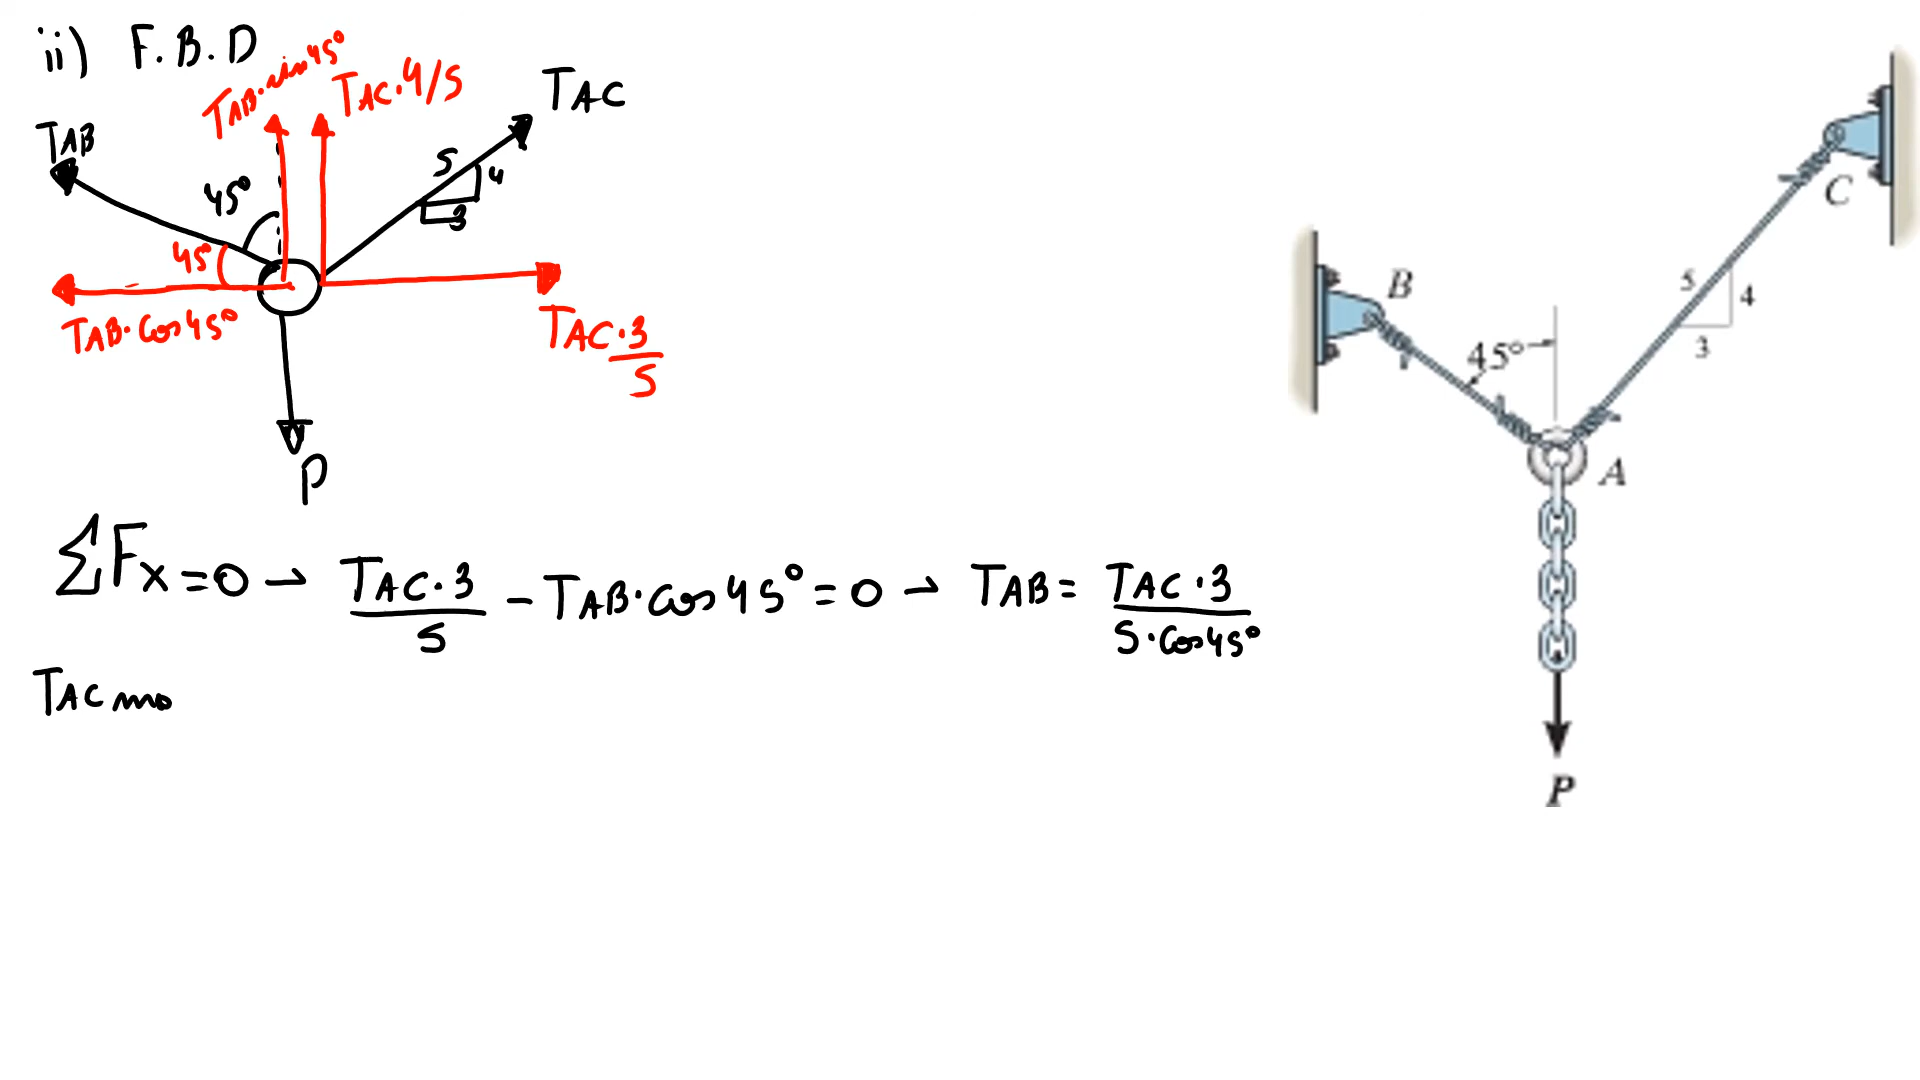 ii) F.B.D
TAB·sin45°
TAC·4/5
TAC
TAB
45°
5
4
3
45°
TAB·cos45°
TAC·3/5
P
ΣFx=0 → TAC·3/5 - TAB·cos45°=0 → TAB= TAC·3/5·cos45°
TAC mo
C
B
5
4
3
45°
A
P